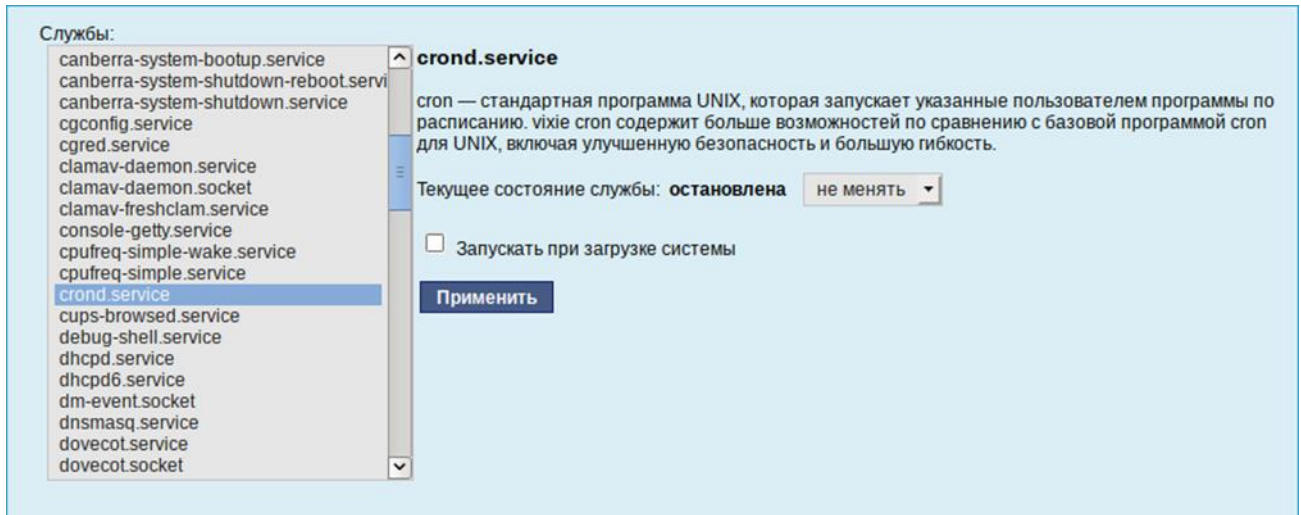 Службы:
canberra-system-bootup.service
canberra-system-shutdown-reboot.servi
canberra-system-shutdown.service
cgconfig.service
cgred.service
clamav-daemon.service
clamav-daemon.socket
clamav-freshclam.service
console-getty.service
cpufreq-simple-wake.service
cpufreq-simple.service
crond.service
cups-browsed.service
debug-shell.service
dhcpd.service
dhcpd6.service
dm-event.socket
dnsmasq.service
dovecot.service
dovecot.socket
crond.service
cron — стандартная программа UNIX, которая запускает указанные пользователем программы по
расписанию. vixie cron содержит больше возможностей по сравнению с базовой программой cron
для UNIX, включая улучшенную безопасность и большую гибкость.
Текущее состояние службы: остановлена не менять
Запускать при загрузке системы
Применить